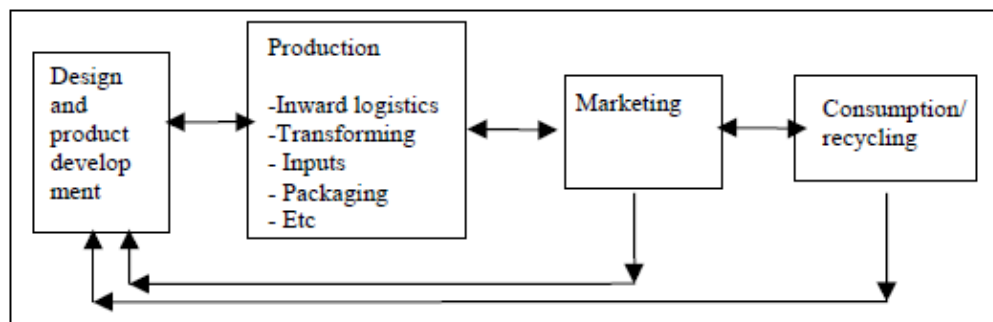 Design
and
product
develop
ment
Production
-Inward logistics
-Transforming
- Inputs
- Packaging
- Etc
Marketing
Consumption/
recycling